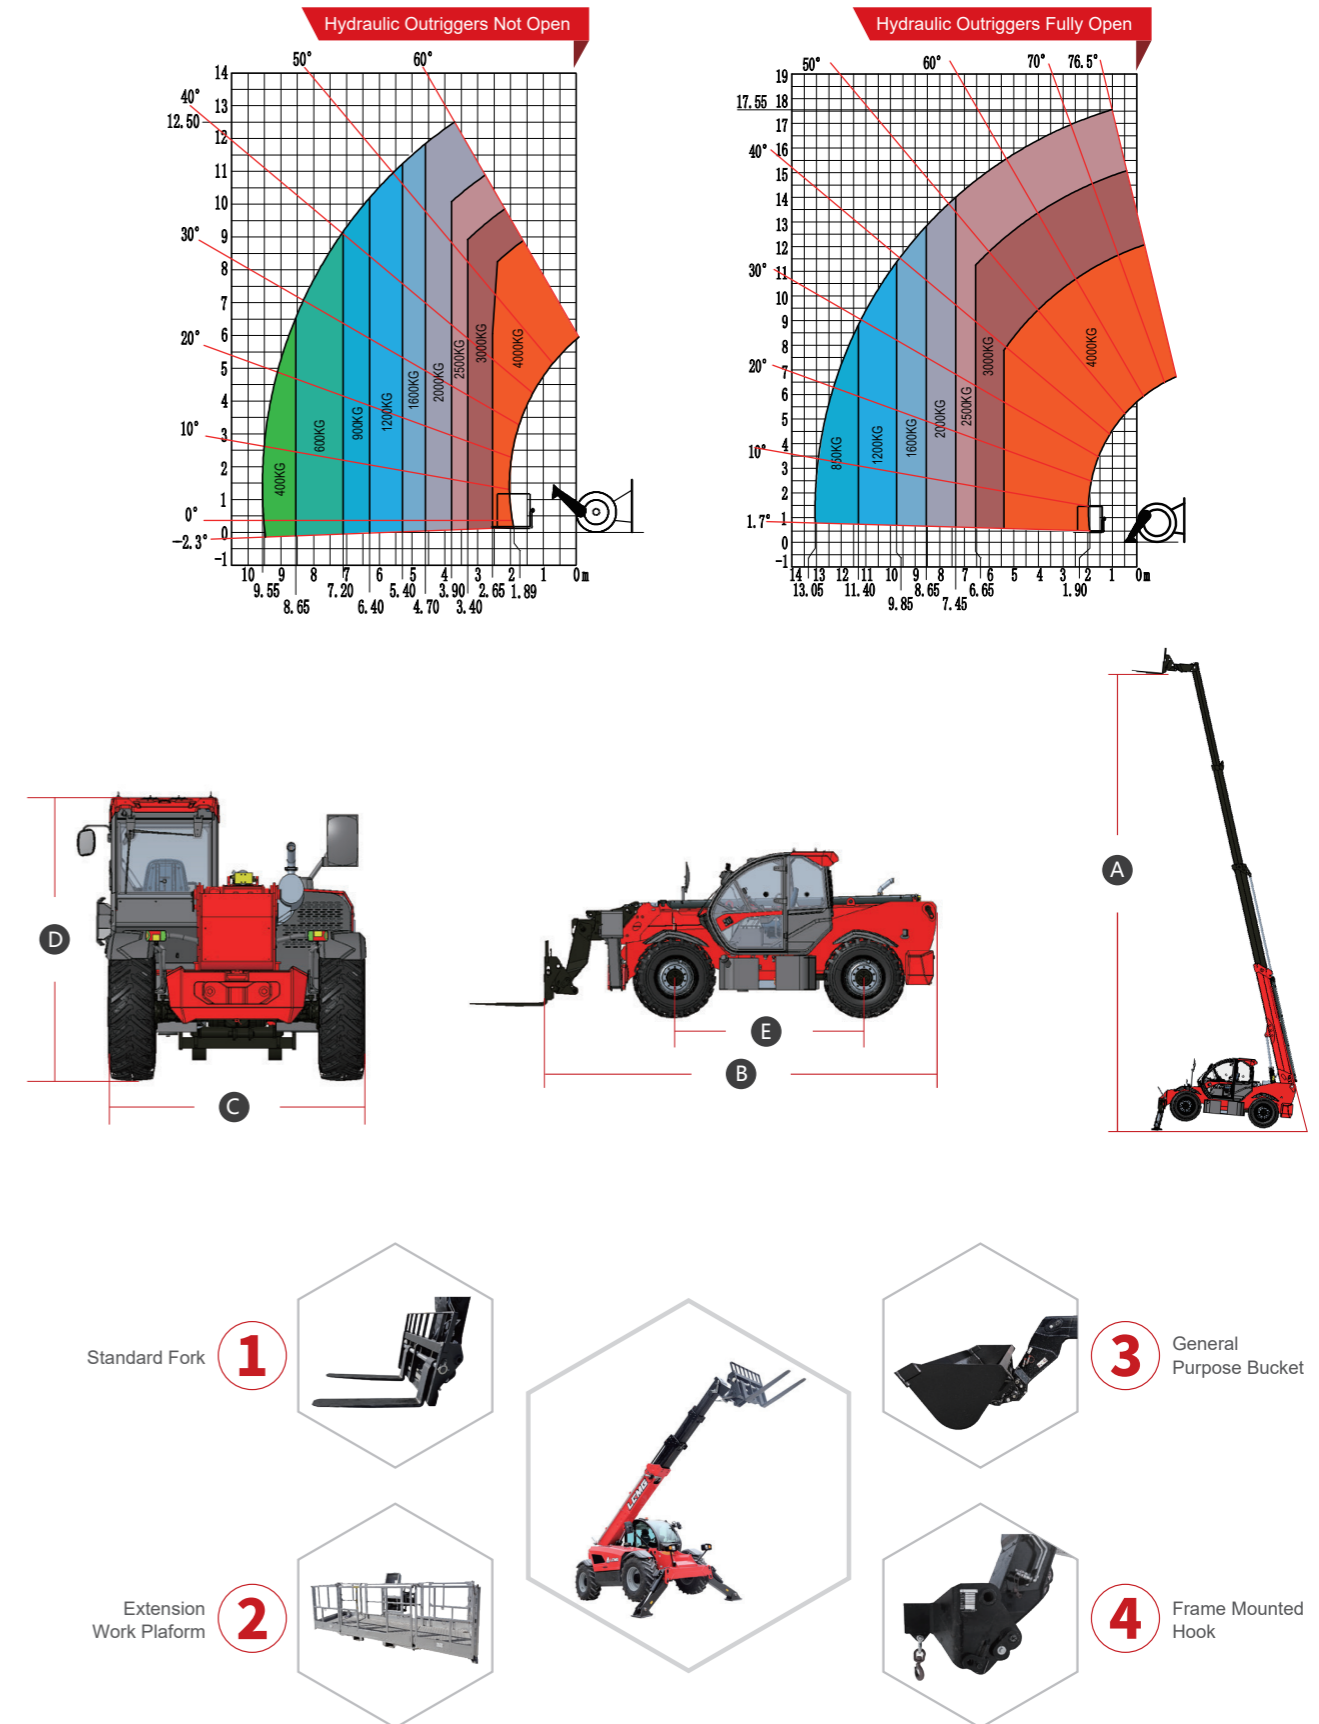 Hydraulic Outriggers Not Open
50° 60°
14
40° 13
12.50 12
11
10
30° 9
8
7
20° 6
5
4
10° 3
2
1
0° 0
-2.3° -1
400KG 600KG 900KG 1200KG 1600KG 2000KG 2500KG 3000KG 4000KG
10 9 8 7 6 5 4 3 2 1 0m
9.55 7.20 5.40 3.90 2.65 1.89
8.65 6.40 4.70 3.40
Hydraulic Outriggers Fully Open
50° 60° 70° 76.5°
19
17.55 18
17
40° 16
15
14
13
12
30° 11
10
9
8
20° 7
6
5
10° 4
3
2
1.7° 1
0
-1
850KG 1200KG 1600KG 2000KG 2500KG 3000KG 4000KG
14 13 12 11 10 9 8 7 6 5 4 3 2 1 0m
13.05 11.40 8.65 6.65 1.90
9.85 7.45
A
D
E
B
C
Standard Fork
1
3
General
Purpose Bucket
LGMG
Extension
Work Plaform
2
4
Frame Mounted
Hook